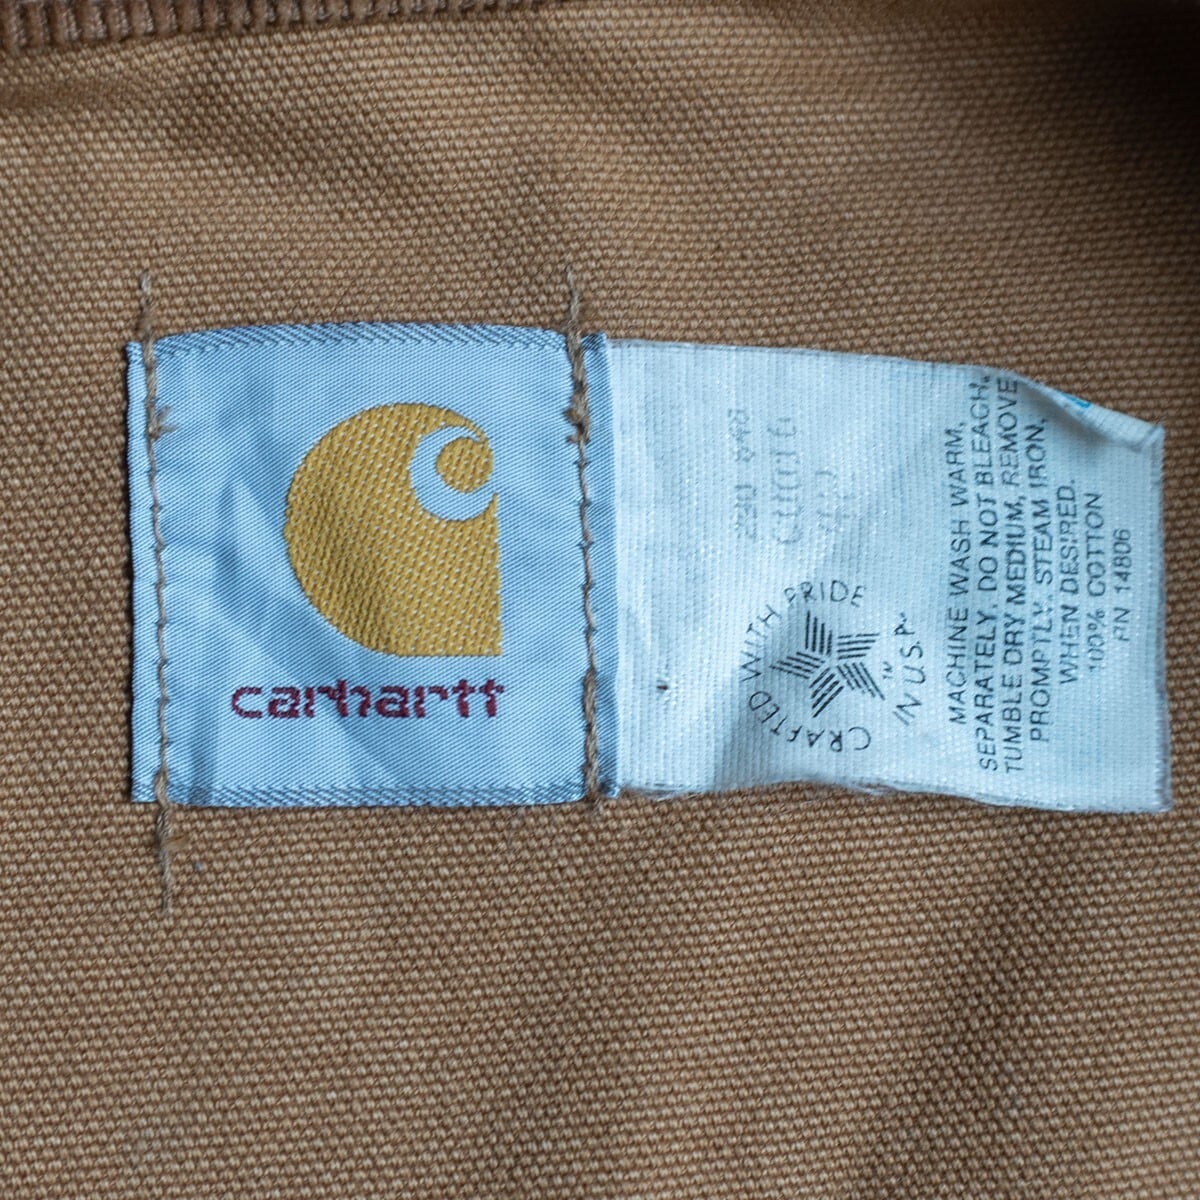 carhartt
CRAFTED WITH PRIDE
IN U.S.A.
MACHINE WASH WARM,
SEPARATELY, DO NOT BLEACH,
TUMBLE DRY MEDIUM, REMOVE
PROMPTLY. STEAM IRON,
WHEN DESIRED.
100% COTTON
RN 14806